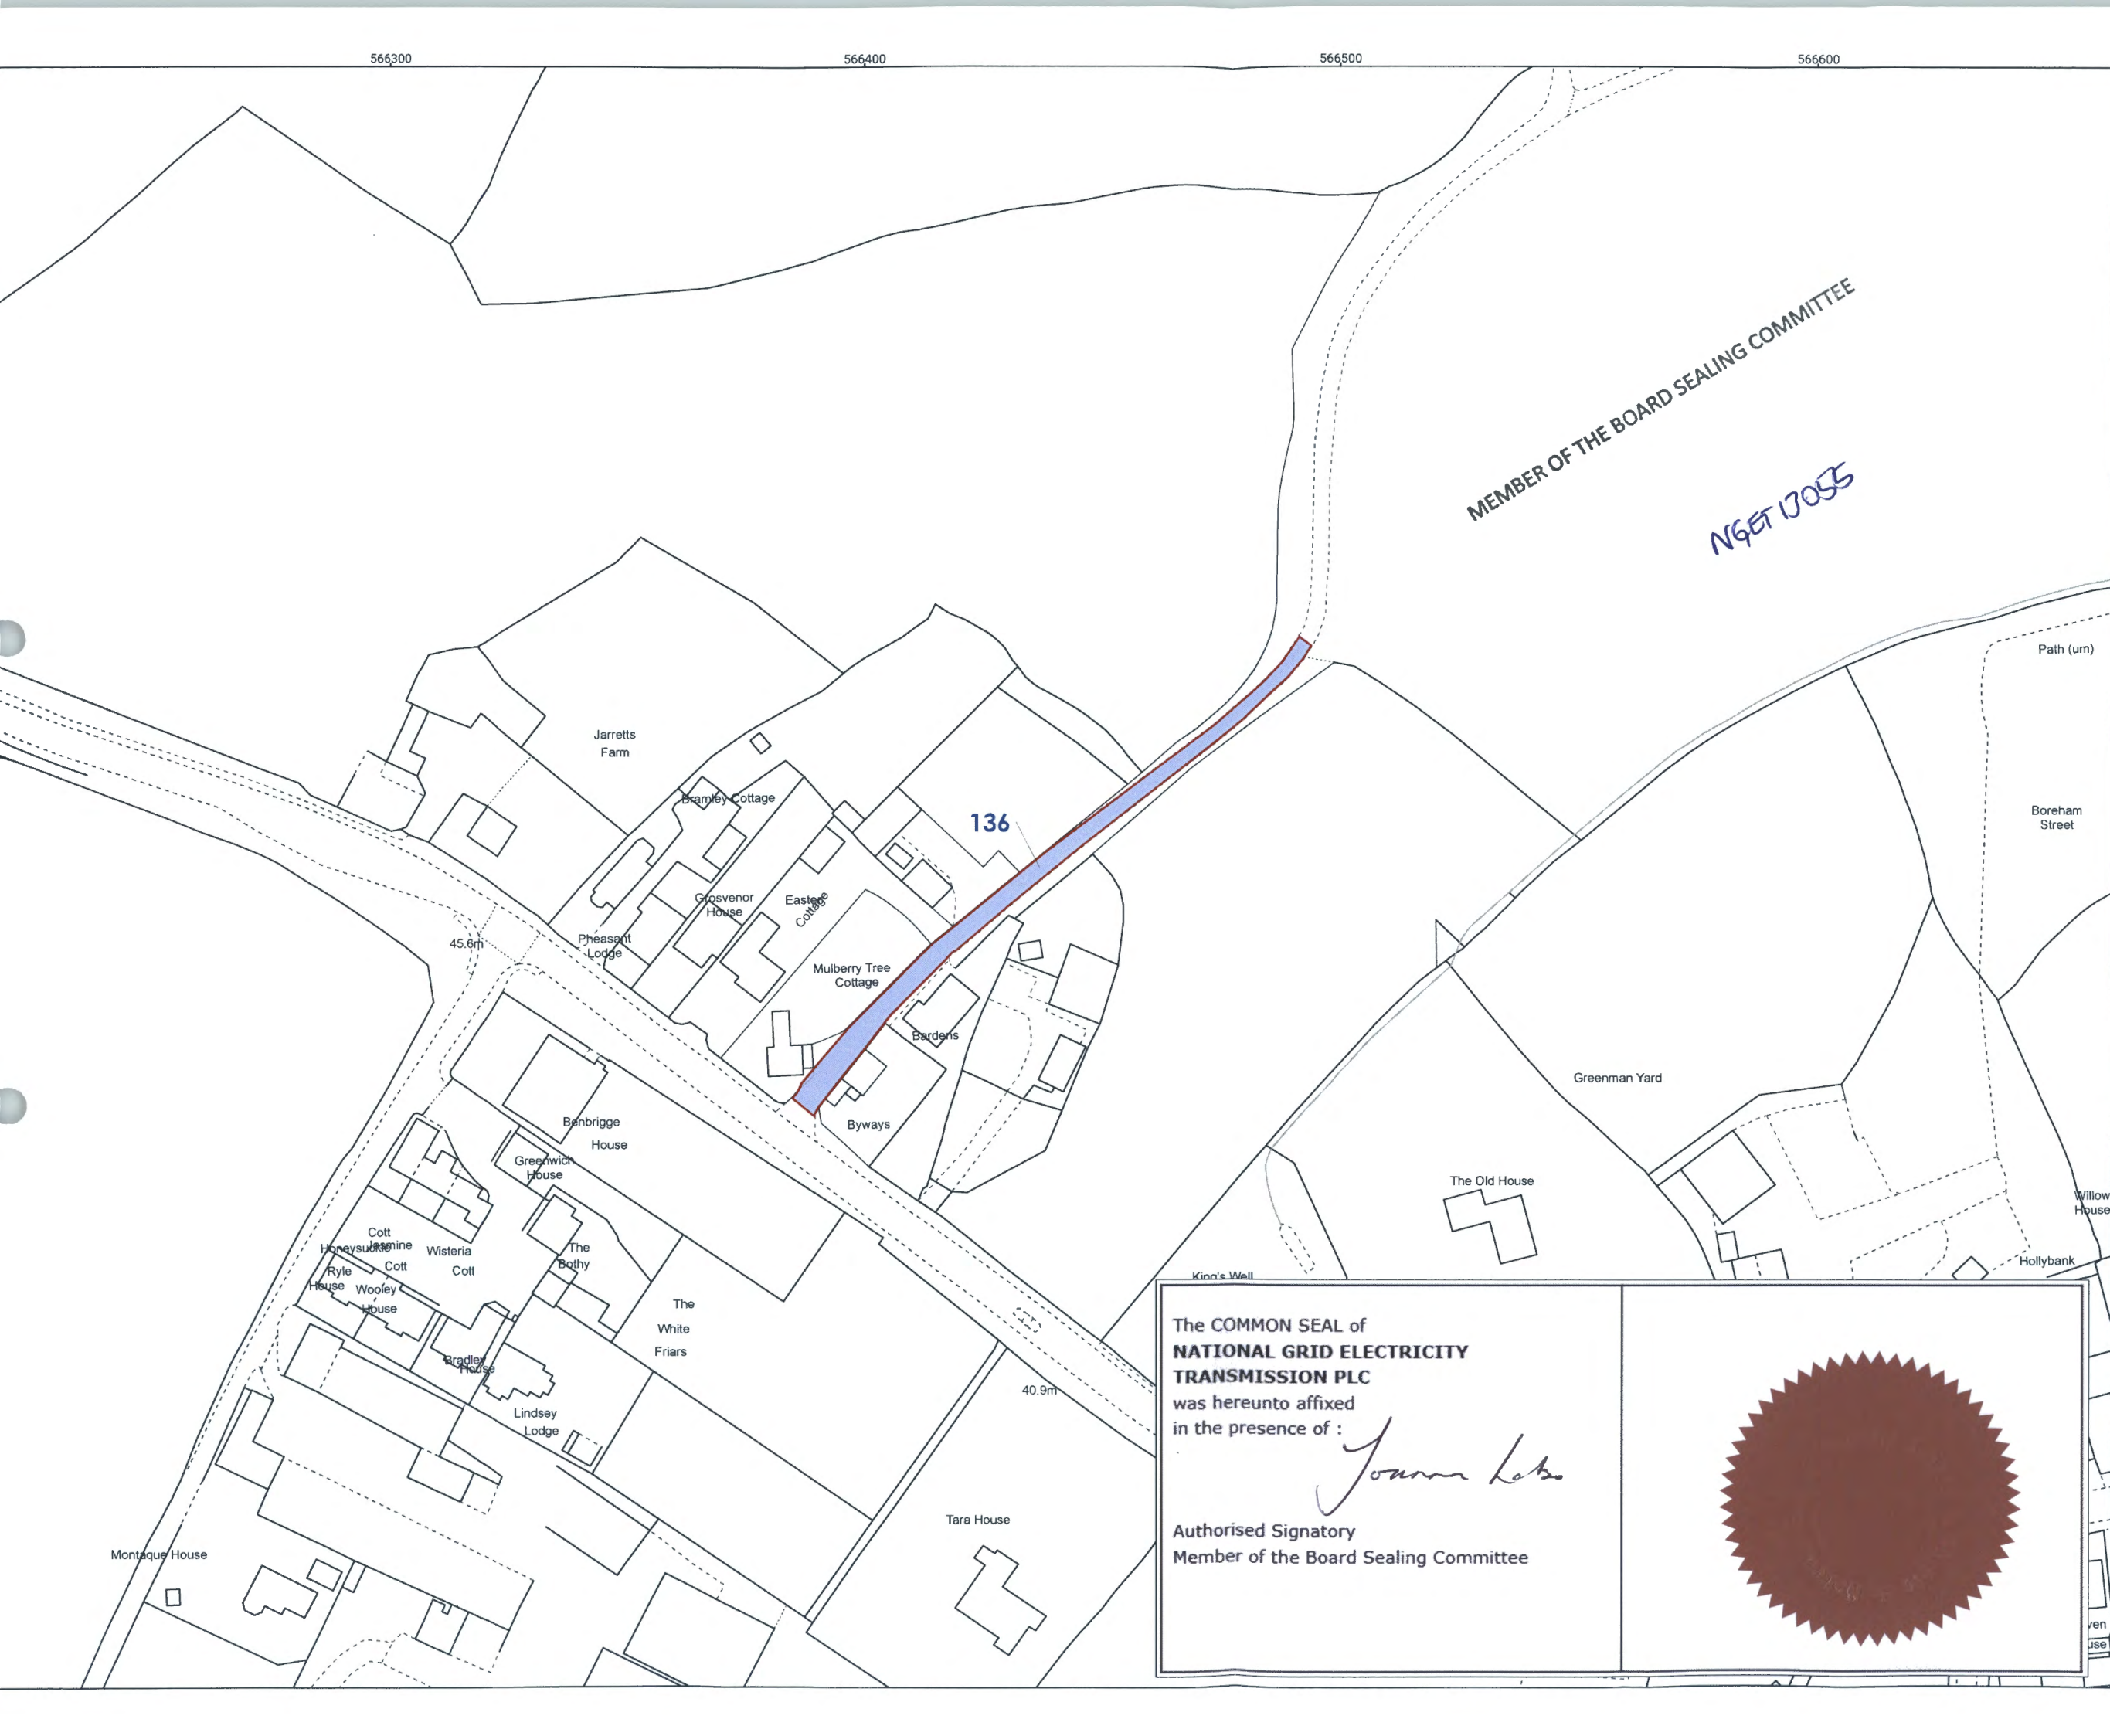 566300
566400
566500
566600
MEMBER OF THE BOARD SEALING COMMITTEE
NGET 13055
Path (um)
Jarretts
Farm
Bramley Cottage
136
Boreham
Street
Grosvenor
House
Easter
Cottage
45.6m
Pheasant
Lodge
Mulberry Tree
Cottage
Bardens
Greenman Yard
Benbrigge
House
Byways
Greenwich
House
The Old House
Willow
House
Cott
Honeysuckle
Jasmine
Cott
Wisteria
Cott
The
Bothy
Hollybank
Ryle
House
Wooley
House
King's Well
The
White
Friars
Bradley
House
40.9m
Lindsey
Lodge
Tara House
Montaque House
The COMMON SEAL of
NATIONAL GRID ELECTRICITY
TRANSMISSION PLC
was hereunto affixed
in the presence of :
Authorised Signatory
Member of the Board Sealing Committee
ven
use